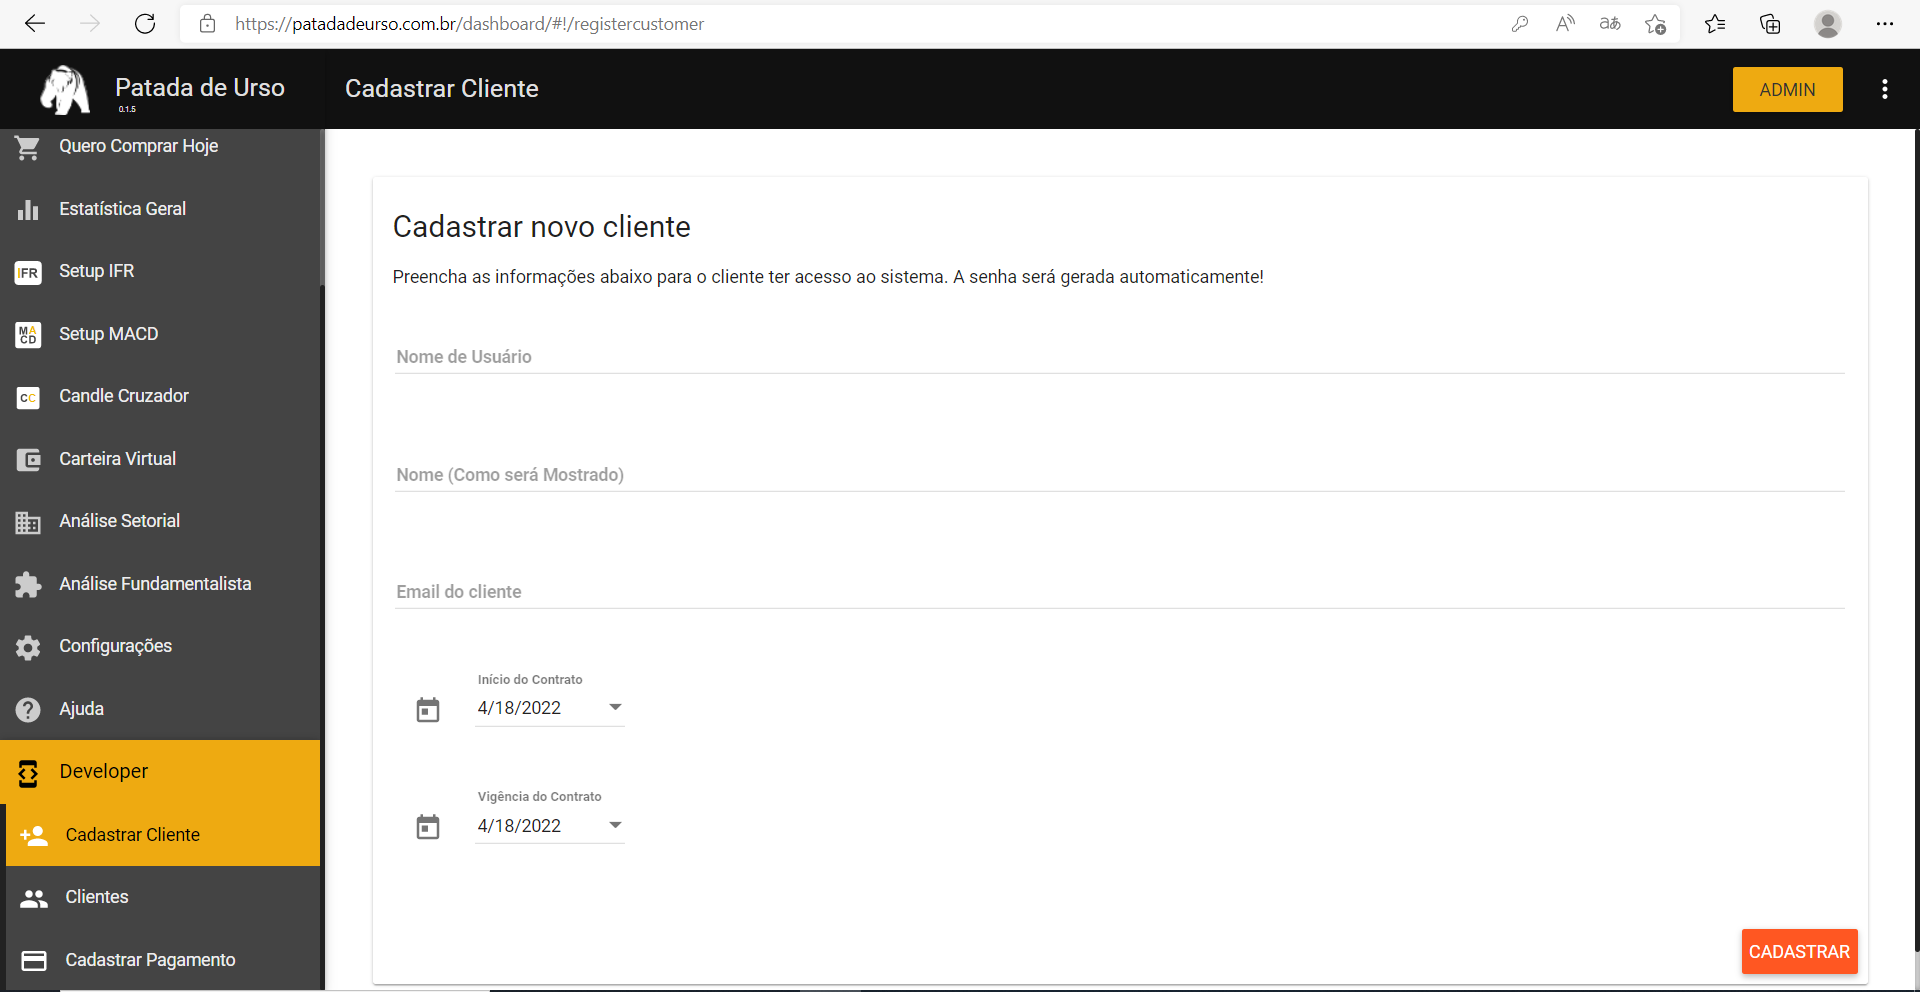 https://patadadeurso.com.br/dashboard/#!/registercustomer
Patada de Urso
0.1.5
Cadastrar Cliente
ADMIN
Quero Comprar Hoje
Estatística Geral
IFR
Setup IFR
MA
CD
Setup MACD
CC
Candle Cruzador
Carteira Virtual
Análise Setorial
Análise Fundamentalista
Configurações
Ajuda
Developer
Cadastrar Cliente
Clientes
Cadastrar Pagamento
Cadastrar novo cliente
Preencha as informações abaixo para o cliente ter acesso ao sistema. A senha será gerada automaticamente!
Nome de Usuário
Nome (Como será Mostrado)
Email do cliente
Início do Contrato
4/18/2022
Vigência do Contrato
4/18/2022
CADASTRAR